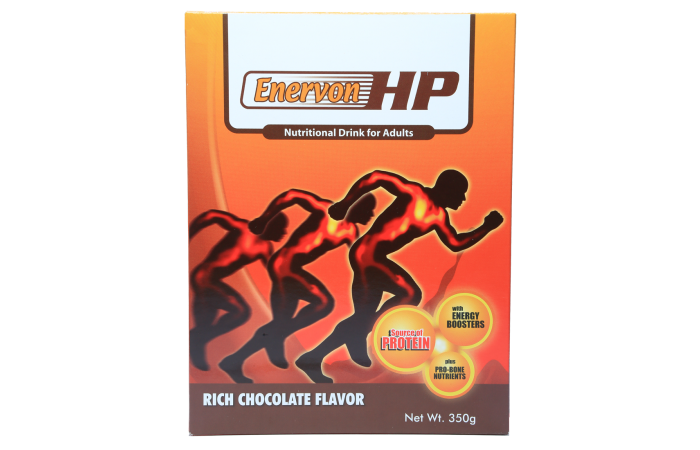 Enervon HP
Nutritional Drink for Adults
with
ENERGY
BOOSTERS
Source of
PROTEIN
plus
PRO-BONE
NUTRIENTS
RICH CHOCOLATE FLAVOR
Net Wt. 350g